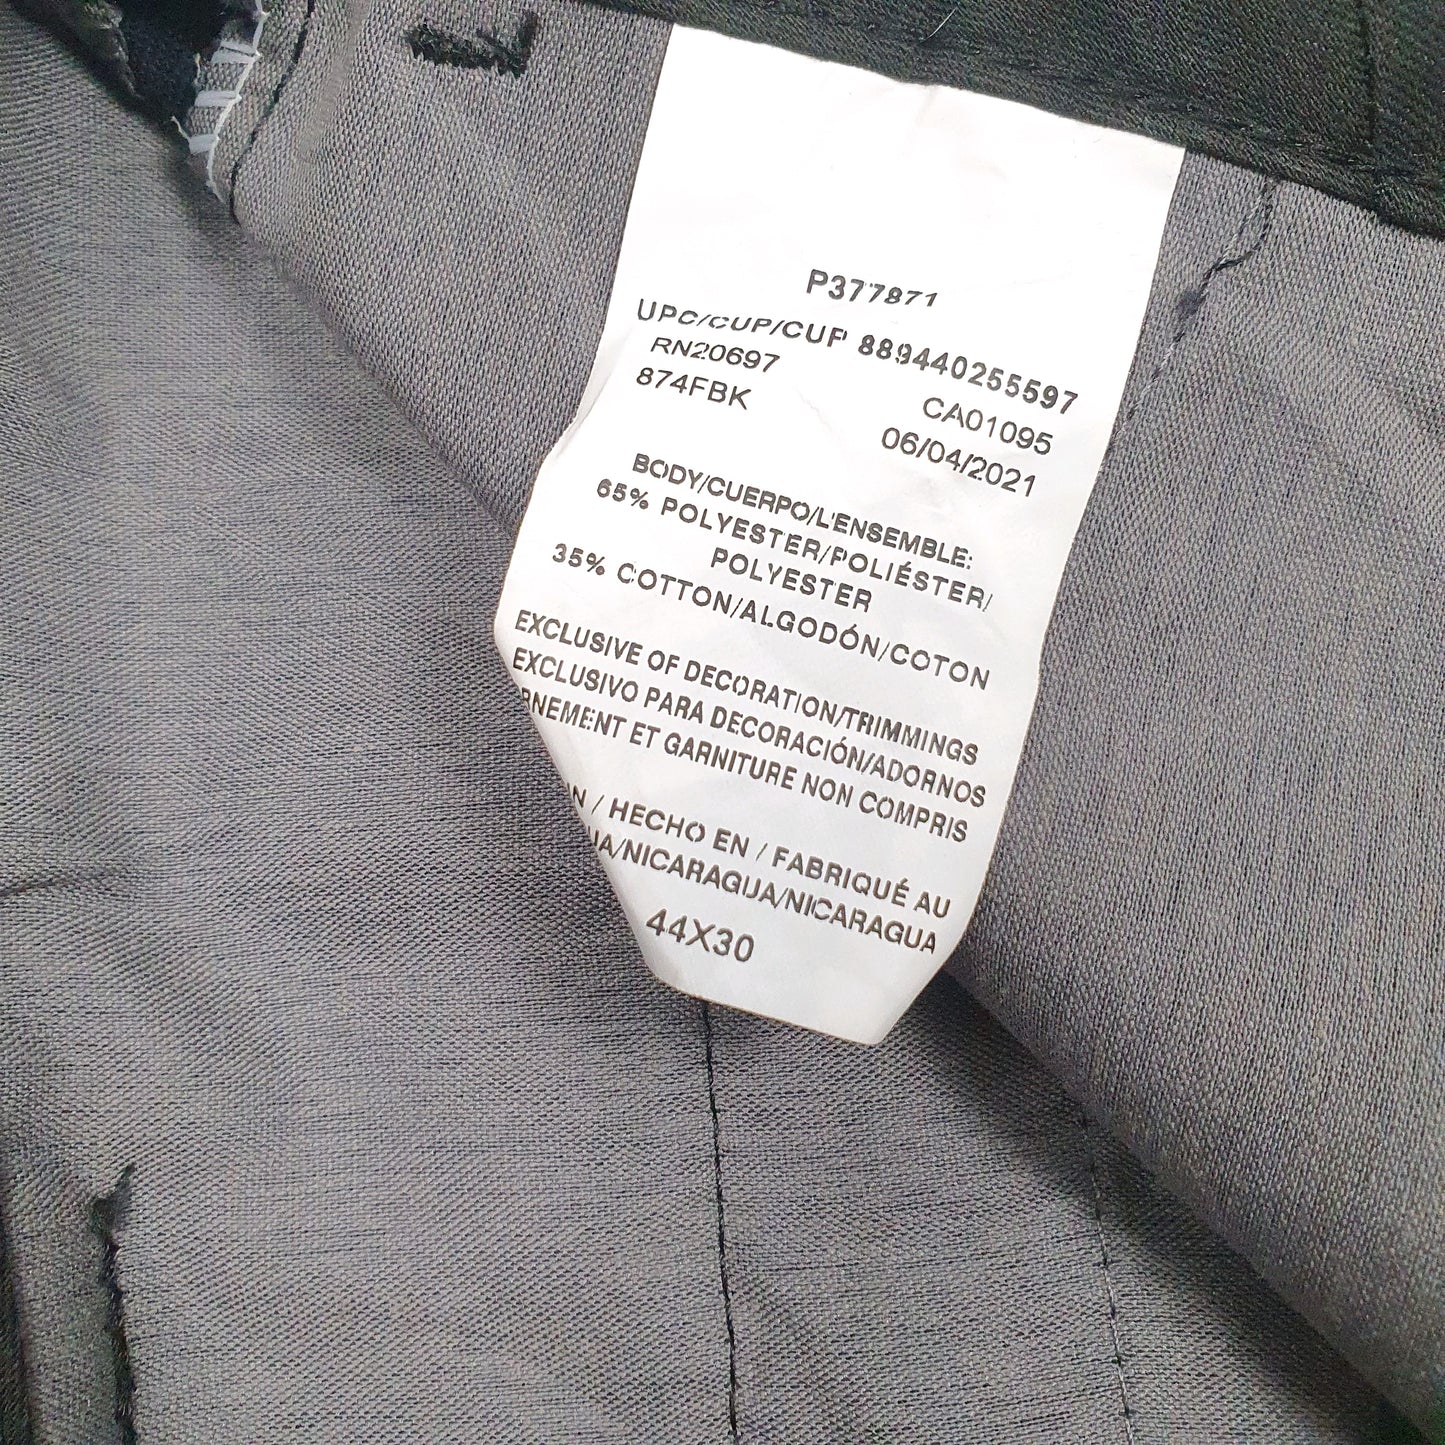 P377871
UPC/CUP/CUP 889440255597
RN20697 CA01095
874FBK 06/04/2021
BODY/CUERPO/L'ENSEMBLE:
65% POLYESTER/POLIÉSTER/
POLYESTER
35% COTTON/ALGODÓN/COTON
EXCLUSIVE OF DECORATION/TRIMMINGS
EXCLUSIVO PARA DECORACIÓN/ADORNOS
RNEMENT ET GARNITURE NON COMPRIS
IN / HECHO EN / FABRIQUÉ AU
UA/NICARAGUA/NICARAGUA
44X30